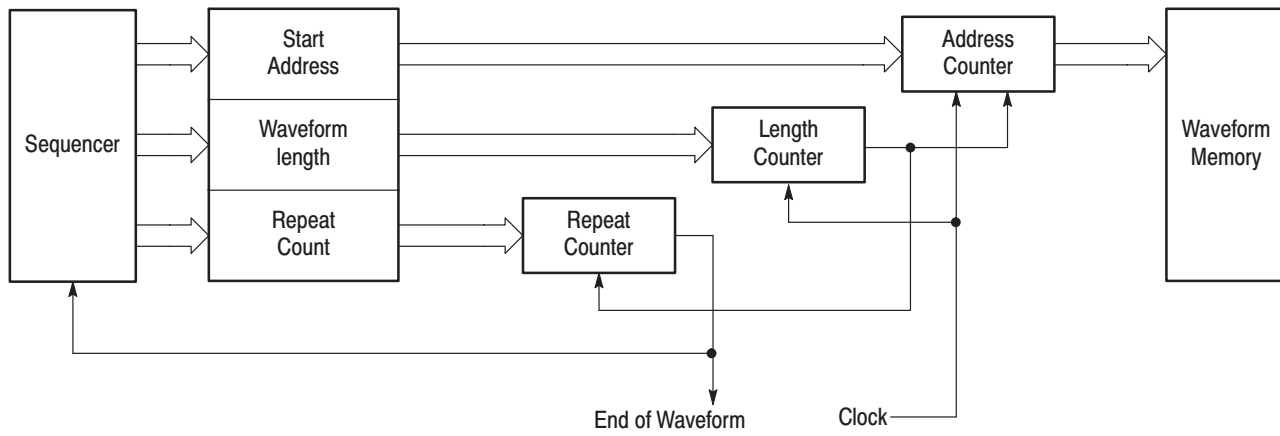 Sequencer
Start
Address
Waveform
length
Repeat
Count
Repeat
Counter
Length
Counter
Address
Counter
Waveform
Memory
End of Waveform
Clock